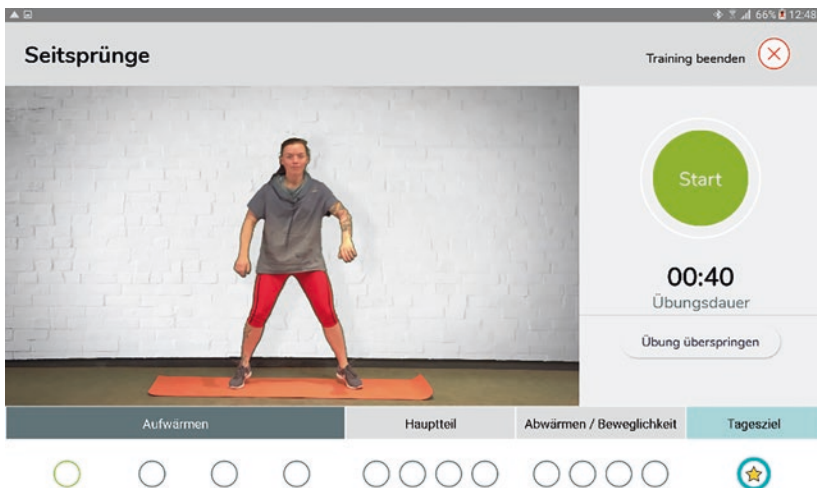 66% 12:48
Seitsprünge
Training beenden
Start
00:40
Übungsdauer
Übung überspringen
Aufwärmen
Hauptteil
Abwärmen / Beweglichkeit
Tagesziel